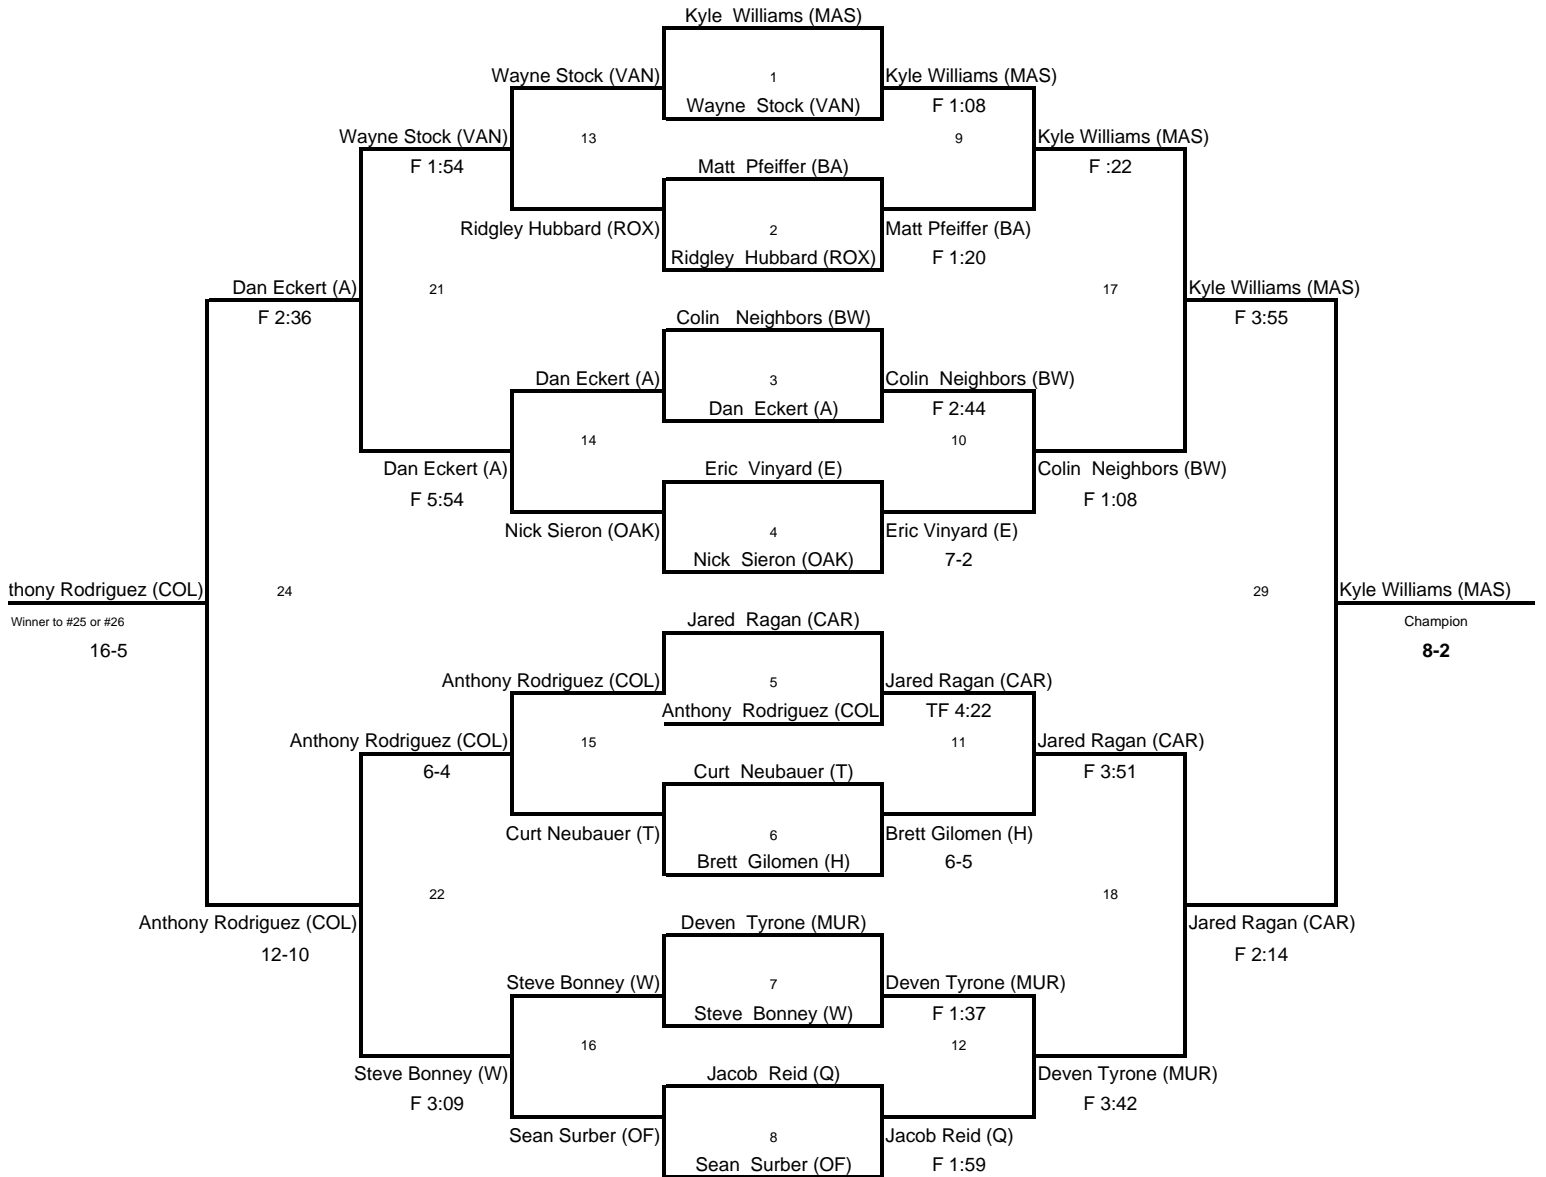 Kyle Williams (MAS)
Wayne Stock (VAN)
1
Kyle Williams (MAS)
Wayne Stock (VAN)
F 1:08
Wayne Stock (VAN)
13
9
Kyle Williams (MAS)
F 1:54
Matt Pfeiffer (BA)
F :22
Ridgley Hubbard (ROX)
2
Matt Pfeiffer (BA)
Ridgley Hubbard (ROX)
F 1:20
Dan Eckert (A)
21
17
Kyle Williams (MAS)
F 2:36
Colin Neighbors (BW)
F 3:55
Dan Eckert (A)
3
Colin Neighbors (BW)
Dan Eckert (A)
F 2:44
14
10
Dan Eckert (A)
Eric Vinyard (E)
Colin Neighbors (BW)
F 5:54
F 1:08
Nick Sieron (OAK)
4
Eric Vinyard (E)
Nick Sieron (OAK)
7-2
thony Rodriguez (COL)
24
29
Kyle Williams (MAS)
Winner to #25 or #26
Jared Ragan (CAR)
Champion
16-5
8-2
Anthony Rodriguez (COL)
5
Jared Ragan (CAR)
Anthony Rodriguez (COL
TF 4:22
Anthony Rodriguez (COL)
15
11
Jared Ragan (CAR)
6-4
Curt Neubauer (T)
F 3:51
Curt Neubauer (T)
6
Brett Gilomen (H)
Brett Gilomen (H)
6-5
22
18
Anthony Rodriguez (COL)
Deven Tyrone (MUR)
Jared Ragan (CAR)
12-10
F 2:14
Steve Bonney (W)
7
Deven Tyrone (MUR)
Steve Bonney (W)
F 1:37
16
12
Steve Bonney (W)
Jacob Reid (Q)
Deven Tyrone (MUR)
F 3:09
F 3:42
Sean Surber (OF)
8
Jacob Reid (Q)
Sean Surber (OF)
F 1:59